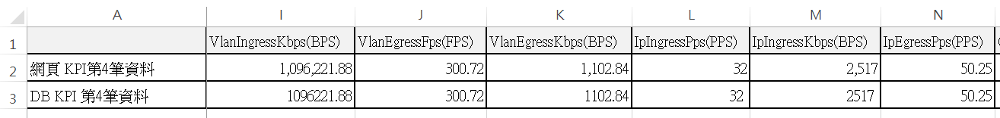 A I J K L M N
1 VlanIngressKbps(BPS) VlanEgressFps(FPS) VlanEgressKbps(BPS) IpIngressPps(PPS) IpIngressKbps(BPS) IpEgressPps(PPS)
2 網頁 KPI第4筆資料 1,096,221.88 300.72 1,102.84 32 2,517 50.25
3 DB KPI 第4筆資料 1096221.88 300.72 1102.84 32 2517 50.25